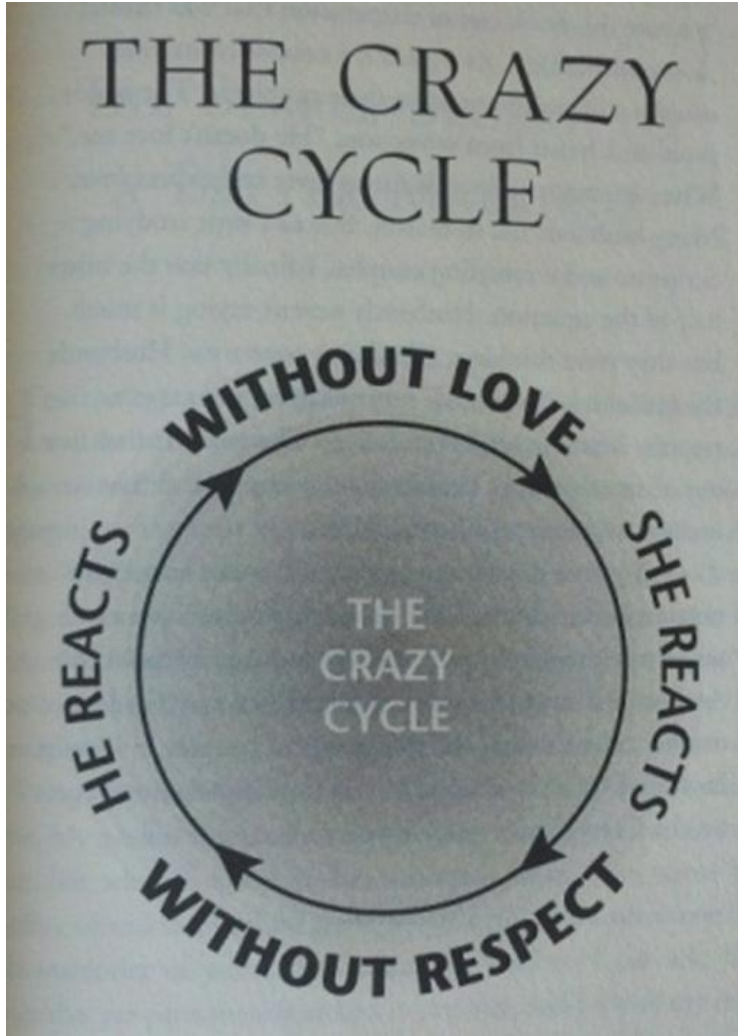 THE CRAZY
CYCLE
WITHOUT LOVE
SHE REACTS
WITHOUT RESPECT
HE REACTS
THE
CRAZY
CYCLE